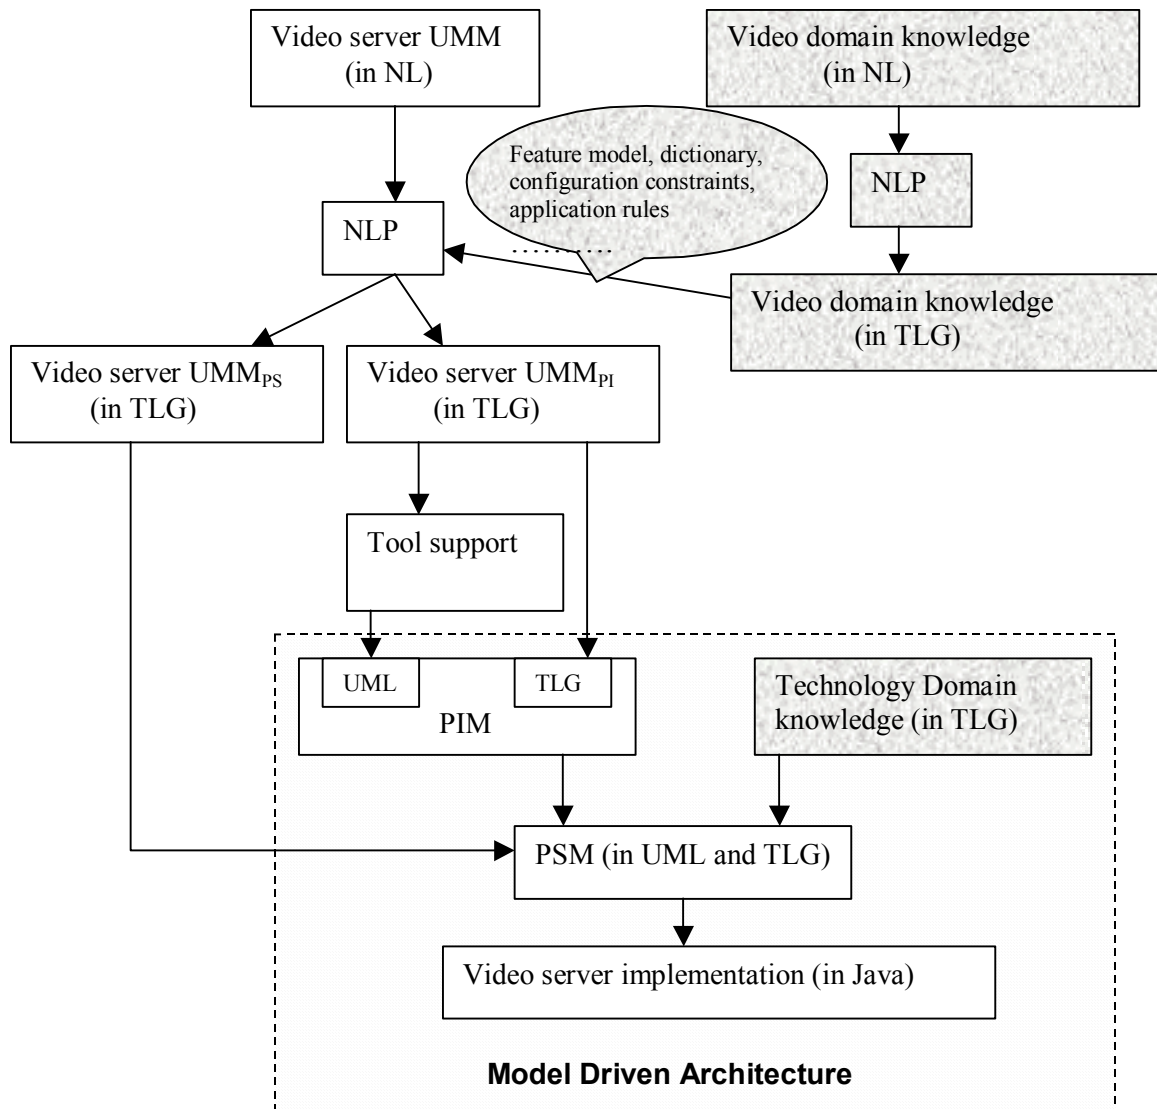 Video server UMM
(in NL)
Video domain knowledge
(in NL)
Feature model, dictionary,
configuration constraints,
application rules
NLP
NLP
Video domain knowledge
(in TLG)
Video server UMMPS
(in TLG)
Video server UMMPI
(in TLG)
Tool support
UML
TLG
PIM
Technology Domain
knowledge (in TLG)
PSM (in UML and TLG)
Video server implementation (in Java)
Model Driven Architecture